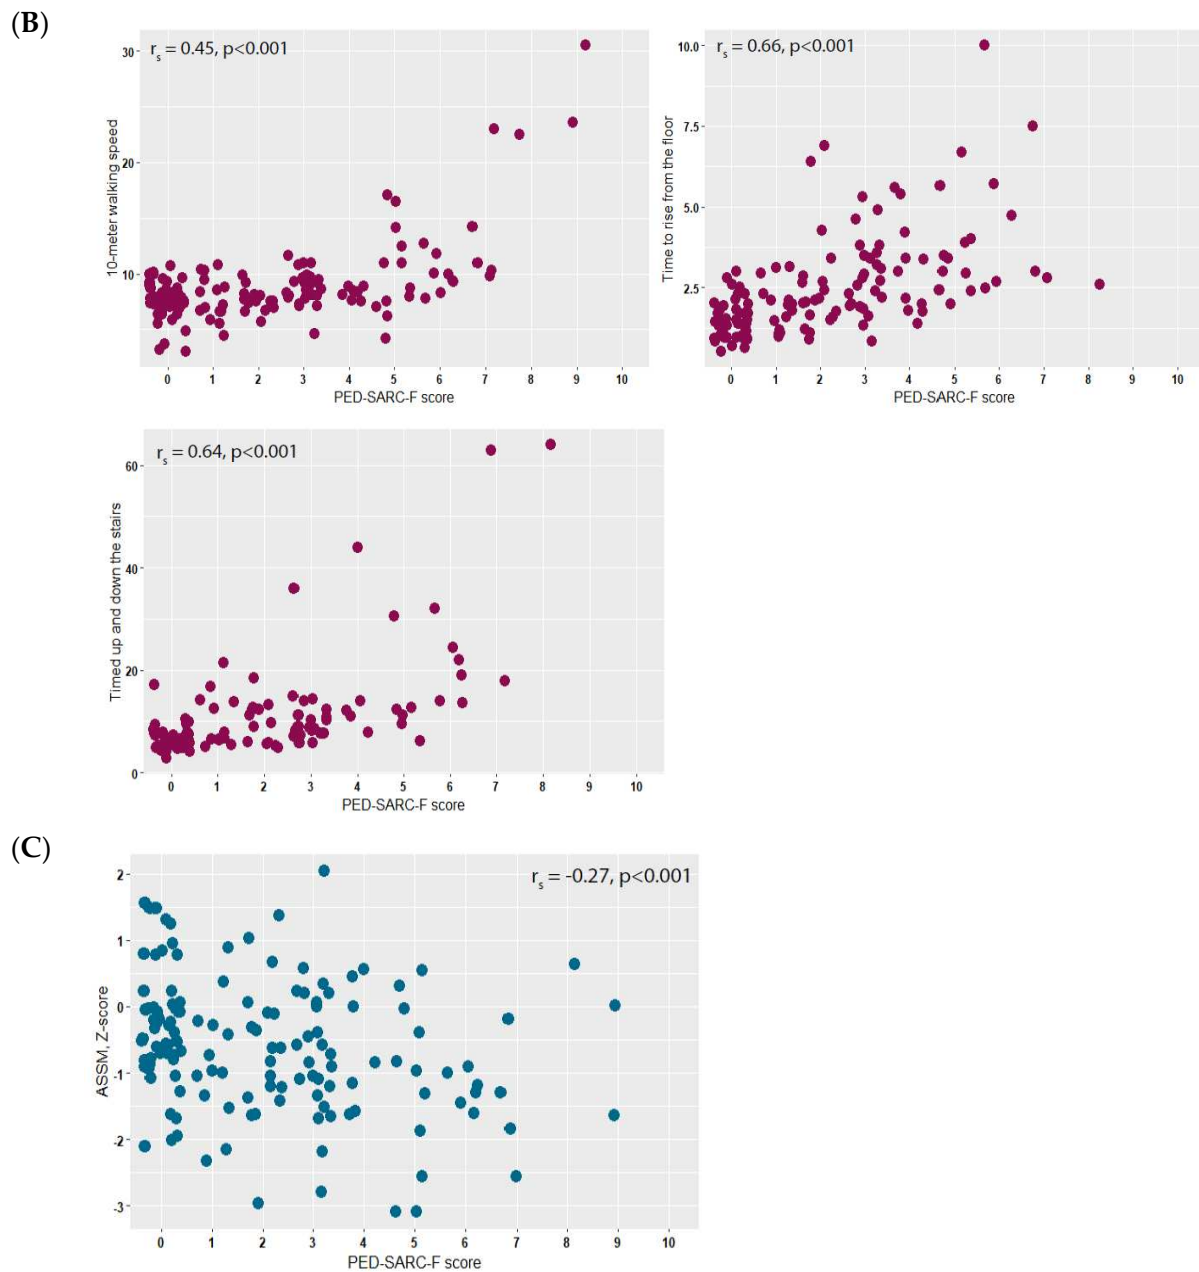 (B)
rs = 0.45, p<0.001
10-meter walking speed
30
20
10
0 1 2 3 4 5 6 7 8 9 10
PED-SARC-F score
rs = 0.66, p<0.001
Time to rise from the floor
10.0
7.5
5.0
2.5
0 1 2 3 4 5 6 7 8 9 10
PED-SARC-F score
rs = 0.64, p<0.001
Timed up and down the stairs
60
40
20
0
0 1 2 3 4 5 6 7 8 9 10
PED-SARC-F score
(C)
rs = -0.27, p<0.001
ASSM, Z-score
2
1
0
-1
-2
-3
0 1 2 3 4 5 6 7 8 9 10
PED-SARC-F score